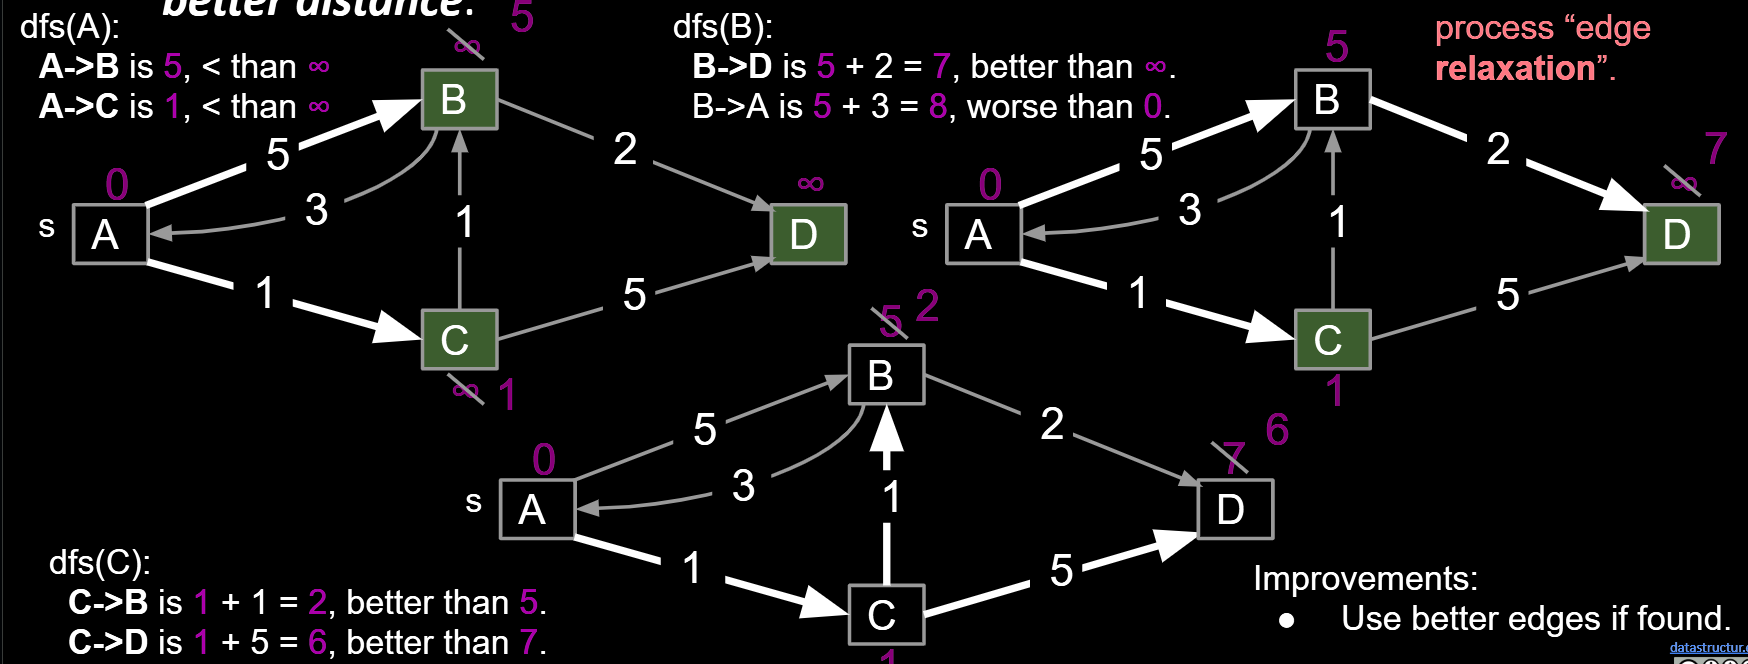 better distance.
process “edge
relaxation”.
dfs(A):
A->B is 5, < than ∞
A->C is 1, < than ∞
∞ 5
B
5
2
0
3
1
∞
s
A
D
1
5
C
∞ 1
dfs(B):
B->D is 5 + 2 = 7, better than ∞.
B->A is 5 + 3 = 8, worse than 0.
5
B
5
2
7
0
3
1
∞
s
A
D
1
5
C
1
5 2
B
5
2
6
0
3
1
7
s
A
D
1
5
C
1
dfs(C):
C->B is 1 + 1 = 2, better than 5.
C->D is 1 + 5 = 6, better than 7.
Improvements:
● Use better edges if found.